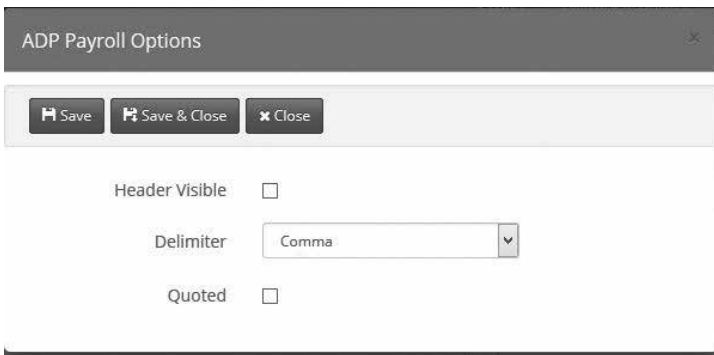 ADP Payroll Options
Save Save & Close × Close
Header Visible
Delimiter Comma
Quoted